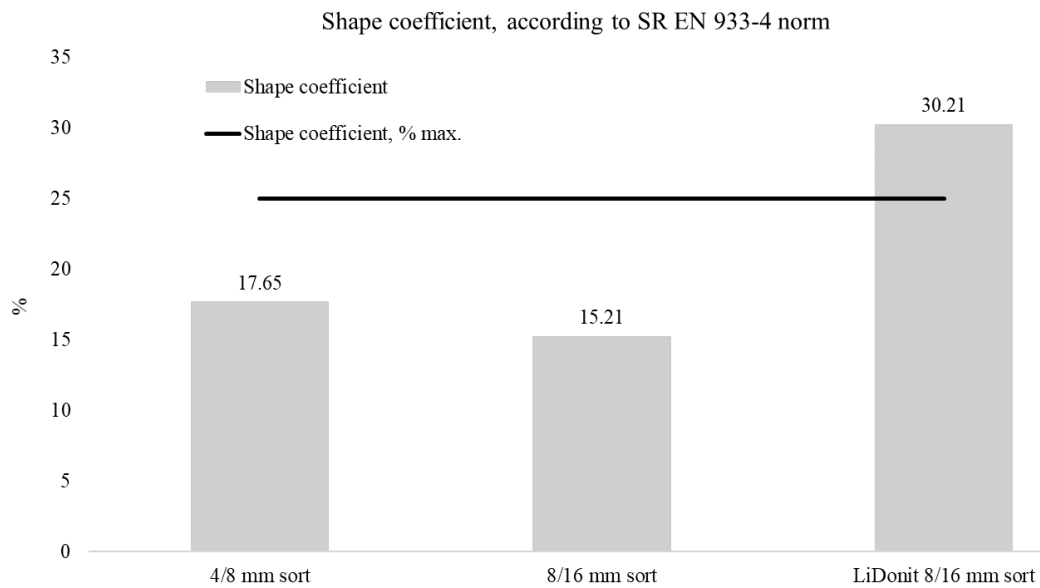 Shape coefficient, according to SR EN 933-4 norm
35
30
25
20
15
10
5
0
%
Shape coefficient
Shape coefficient, % max.
17.65
15.21
30.21
4/8 mm sort
8/16 mm sort
LiDonit 8/16 mm sort